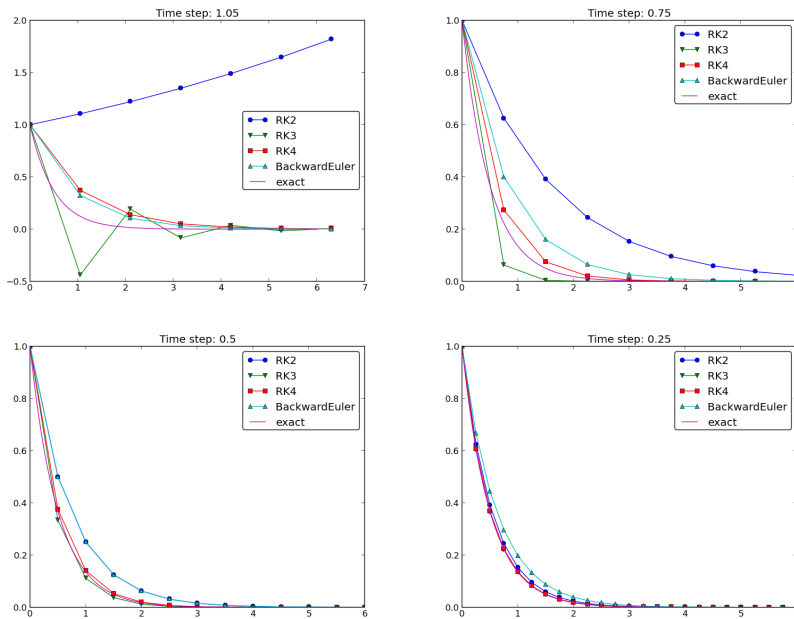 Time step: 1.05
2.0
1.5
1.0
0.5
0.0
−0.5
0 1 2 3 4 5 6 7
RK2
RK3
RK4
BackwardEuler
exact
Time step: 0.75
1.0
0.8
0.6
0.4
0.2
0.0
0 1 2 3 4 5
RK2
RK3
RK4
BackwardEuler
exact
Time step: 0.5
1.0
0.8
0.6
0.4
0.2
0.0
0 1 2 3 4 5 6
RK2
RK3
RK4
BackwardEuler
exact
Time step: 0.25
1.0
0.8
0.6
0.4
0.2
0.0
0 1 2 3 4 5
RK2
RK3
RK4
BackwardEuler
exact